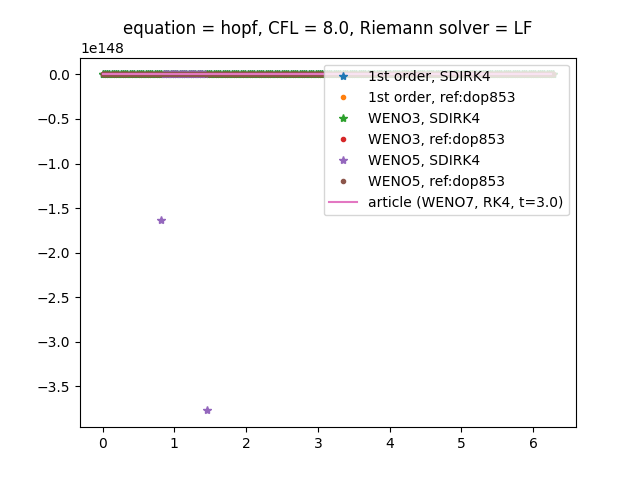 equation = hopf, CFL = 8.0, Riemann solver = LF
1e148
0.0
−0.5
−1.0
−1.5
−2.0
−2.5
−3.0
−3.5
1st order, SDIRK4
1st order, ref:dop853
WENO3, SDIRK4
WENO3, ref:dop853
WENO5, SDIRK4
WENO5, ref:dop853
article (WENO7, RK4, t=3.0)
0 1 2 3 4 5 6